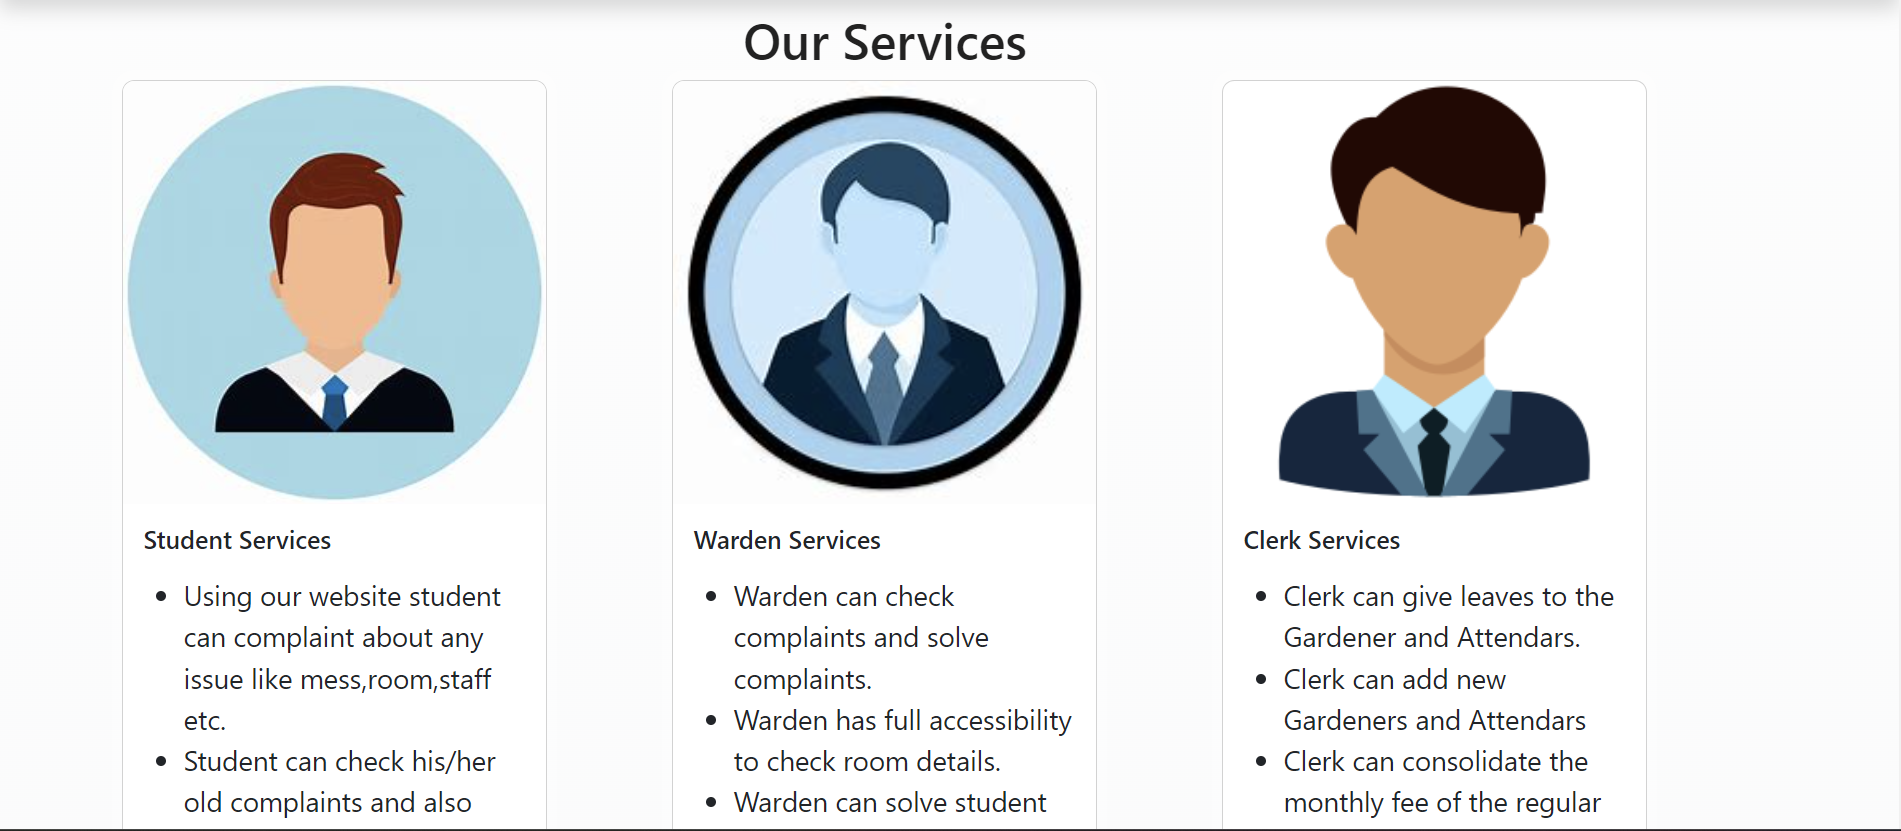 Our Services
Student Services
Using our website student
can complaint about any
issue like mess,room,staff
etc.
Student can check his/her
old complaints and also
Warden Services
Warden can check
complaints and solve
complaints.
Warden has full accessibility
to check room details.
Warden can solve student
Clerk Services
Clerk can give leaves to the
Gardener and Attendars.
Clerk can add new
Gardeners and Attendars
Clerk can consolidate the
monthly fee of the regular